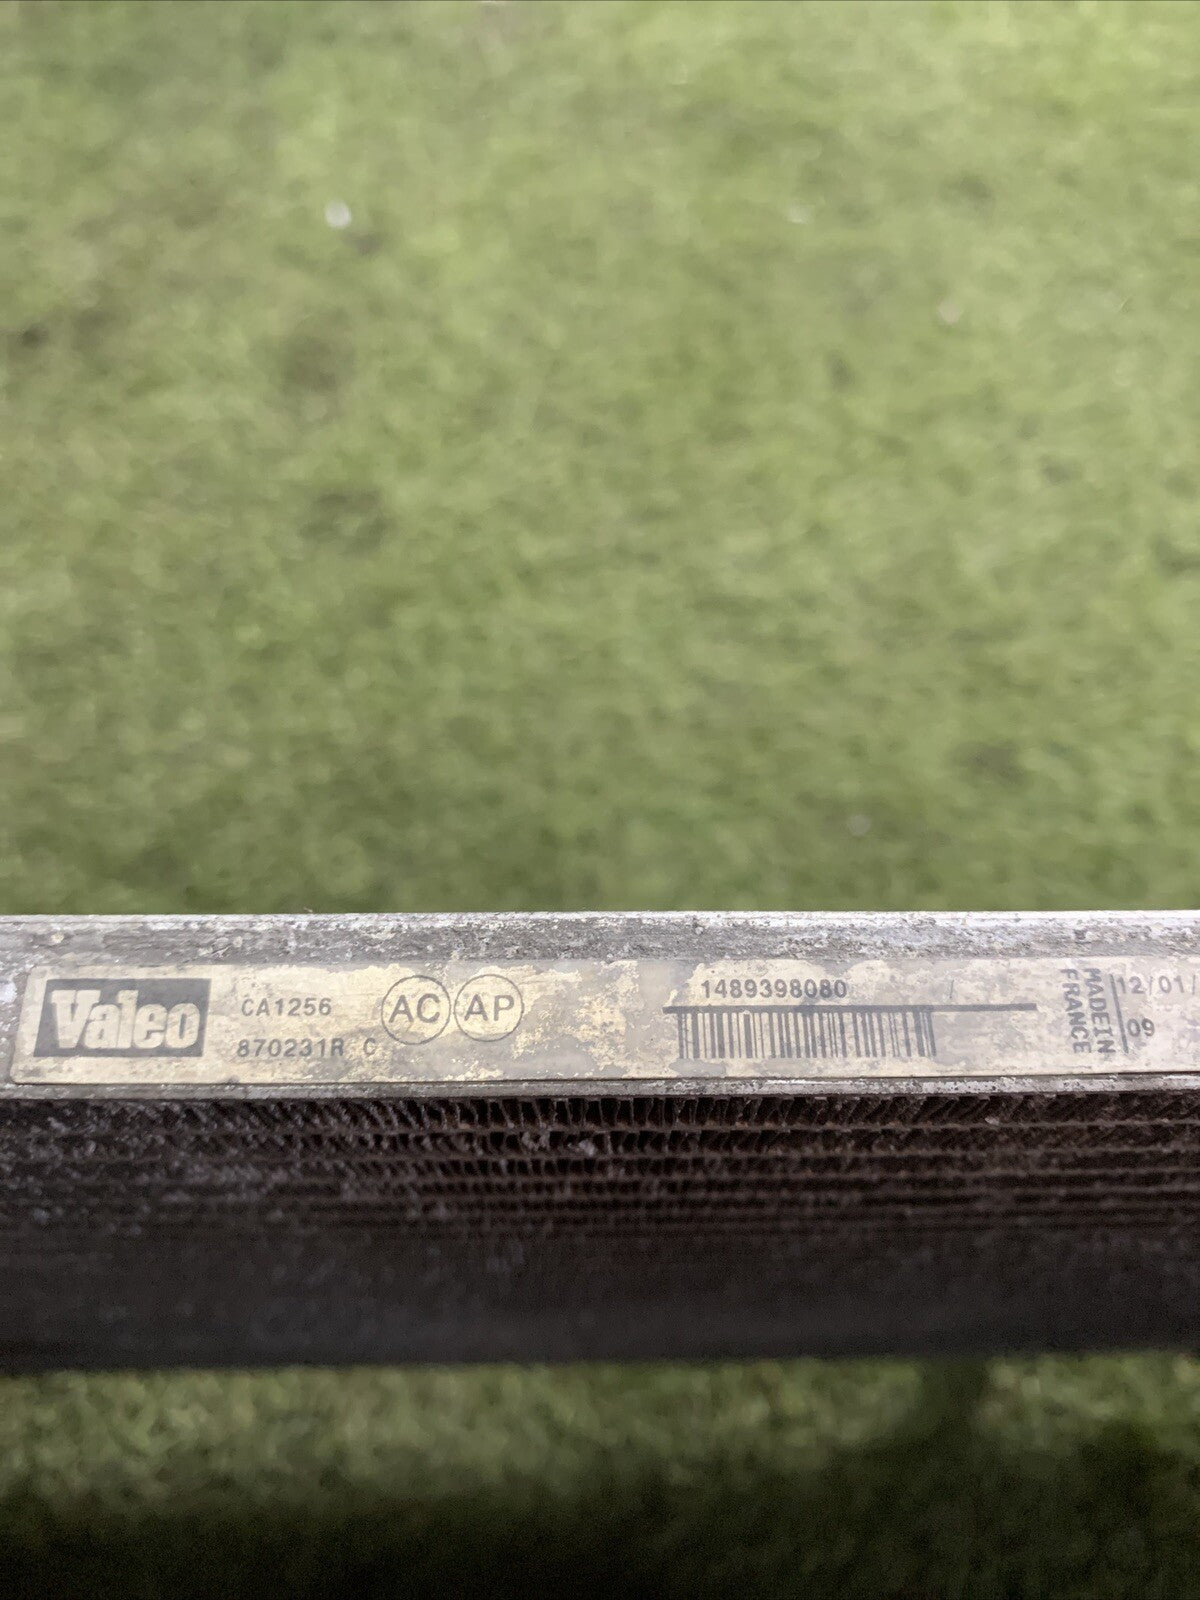 Valeo
CA1256
870231R C
AC AP
1489398080
MADE IN
FRANCE
12/01/
09